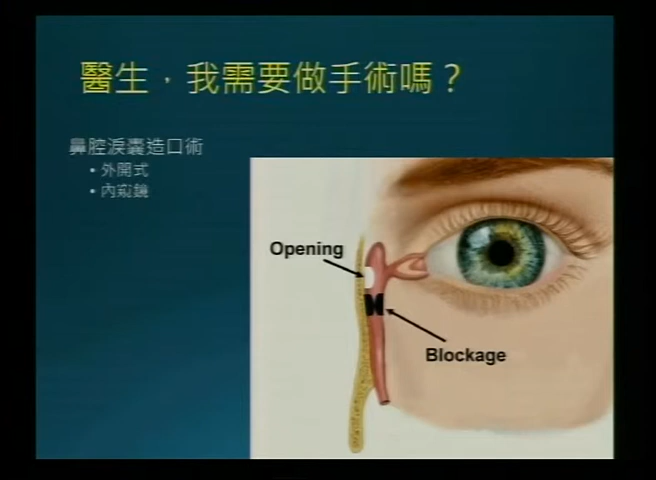 醫生，我需要做手術嗎？
鼻腔淚囊造口術
• 外開式
• 內窺鏡
Opening
Blockage